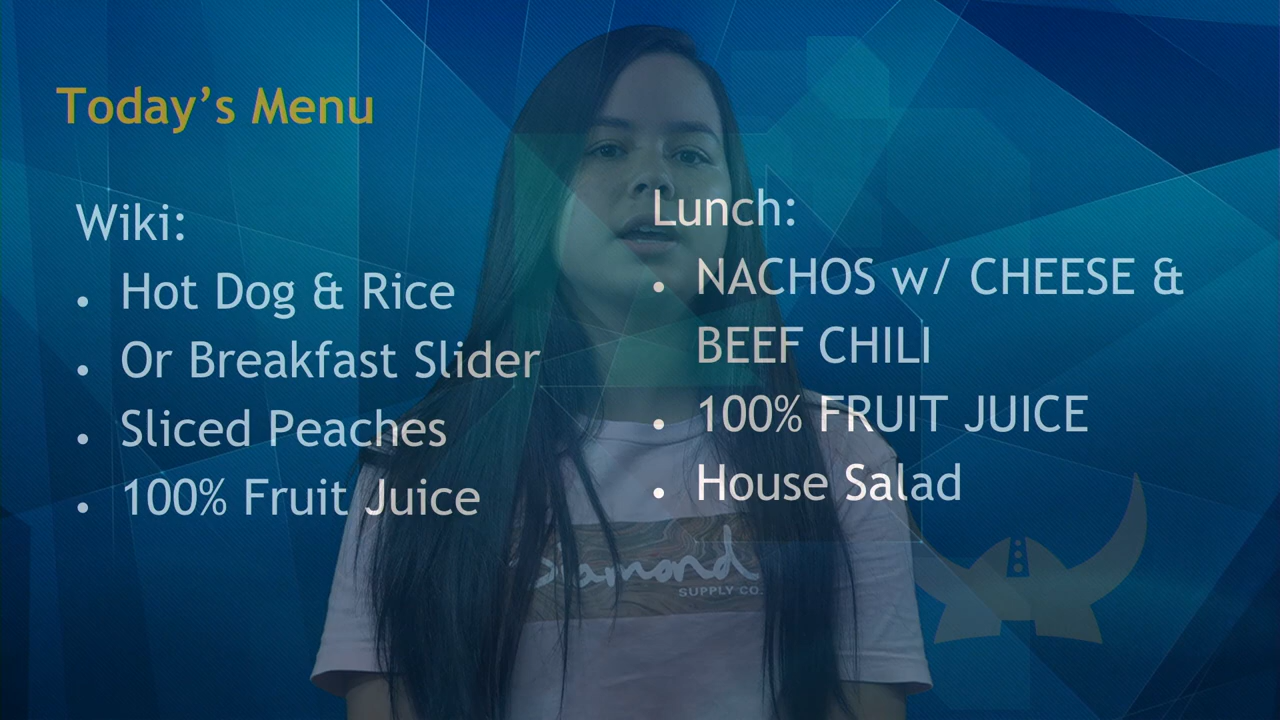 Today’s Menu
Wiki:
• Hot Dog & Rice
• Or Breakfast Slider
• Sliced Peaches
• 100% Fruit Juice
Lunch:
• NACHOS w/ CHEESE &
BEEF CHILI
• 100% FRUIT JUICE
• House Salad
Diamond
SUPPLY CO.